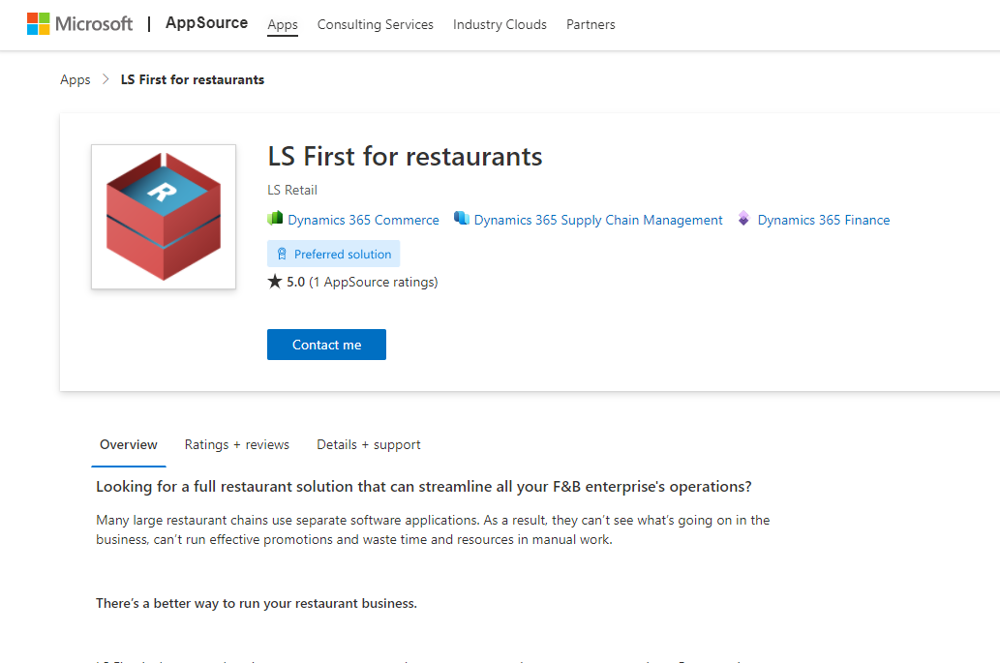 Microsoft | AppSource Apps Consulting Services Industry Clouds Partners
Apps > LS First for restaurants
R
LS First for restaurants
LS Retail
Dynamics 365 Commerce Dynamics 365 Supply Chain Management Dynamics 365 Finance
Preferred solution
★ 5.0 (1 AppSource ratings)
Contact me
Overview Ratings + reviews Details + support
Looking for a full restaurant solution that can streamline all your F&B enterprise's operations?
Many large restaurant chains use separate software applications. As a result, they can’t see what’s going on in the
business, can’t run effective promotions and waste time and resources in manual work.
There’s a better way to run your restaurant business.